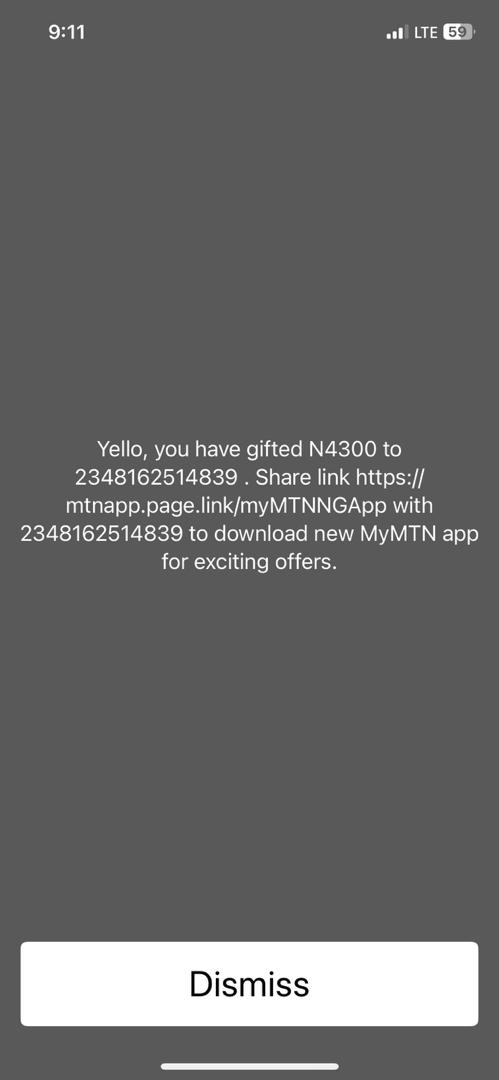 9:11
LTE 59
Yello, you have gifted N4300 to
2348162514839 . Share link https://
mtnapp.page.link/myMTNNGApp with
2348162514839 to download new MyMTN app
for exciting offers.
Dismiss